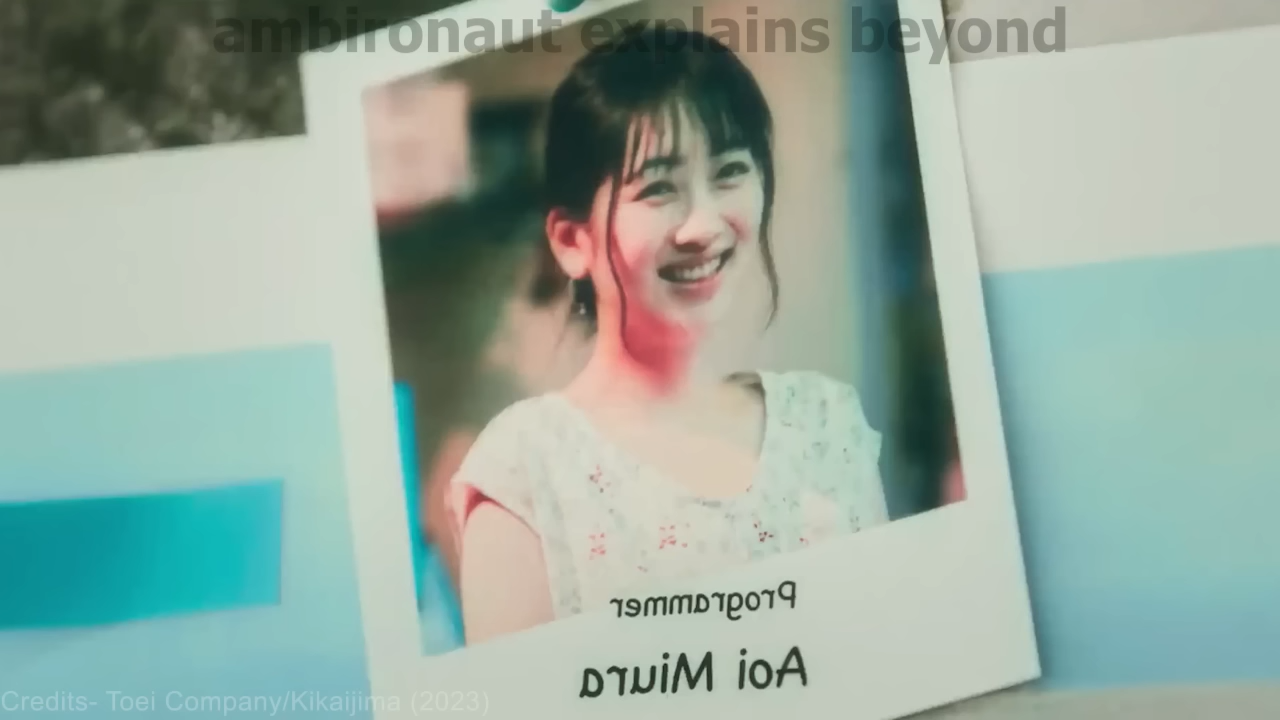 ambironaut explains beyond
Programmer
Aoi Miura
Credits- Toei Company/Kikaijima (2023)